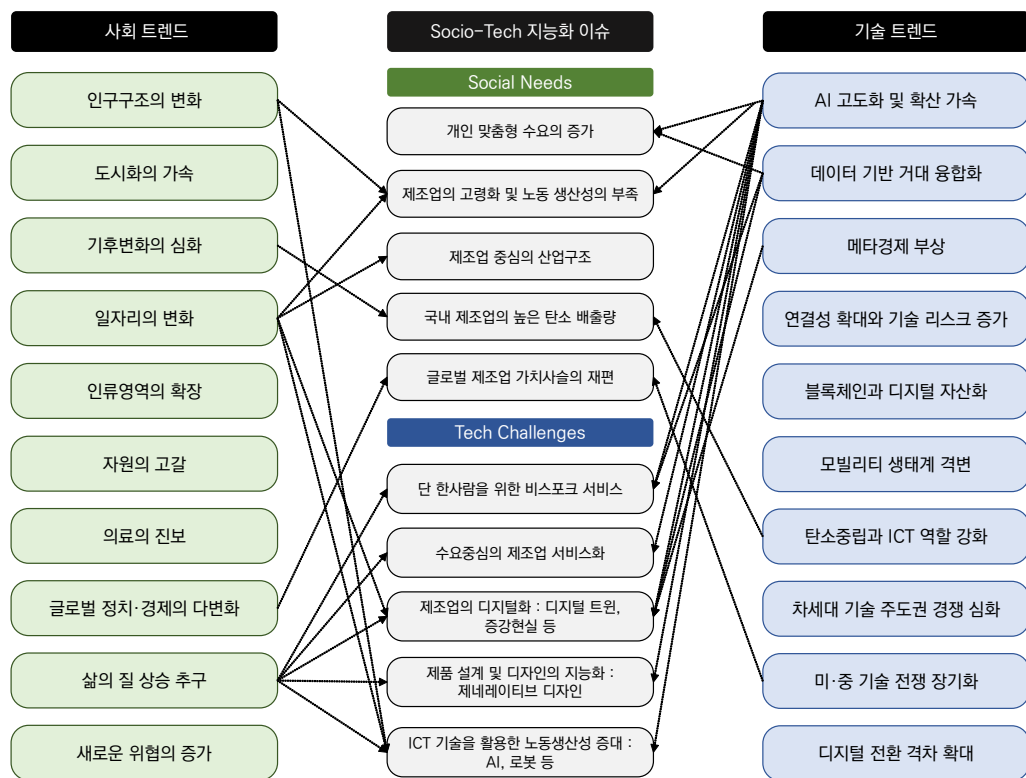 사회 트렌드
인구구조의 변화
도시화의 가속
기후변화의 심화
일자리의 변화
인류영역의 확장
자원의 고갈
의료의 진보
글로벌 정치·경제의 다변화
삶의 질 상승 추구
새로운 위협의 증가
Socio-Tech 지능화 이슈
Social Needs
개인 맞춤형 수요의 증가
제조업의 고령화 및 노동 생산성의 부족
제조업 중심의 산업구조
국내 제조업의 높은 탄소 배출량
글로벌 제조업 가치사슬의 재편
Tech Challenges
단 한사람을 위한 비스포크 서비스
수요중심의 제조업 서비스화
제조업의 디지털화 : 디지털 트윈,
증강현실 등
제품 설계 및 디자인의 지능화 :
제네레이티브 디자인
ICT 기술을 활용한 노동생산성 증대 :
AI, 로봇 등
기술 트렌드
AI 고도화 및 확산 가속
데이터 기반 거대 융합화
메타경제 부상
연결성 확대와 기술 리스크 증가
블록체인과 디지털 자산화
모빌리티 생태계 격변
탄소중립과 ICT 역할 강화
차세대 기술 주도권 경쟁 심화
미·중 기술 전쟁 장기화
디지털 전환 격차 확대